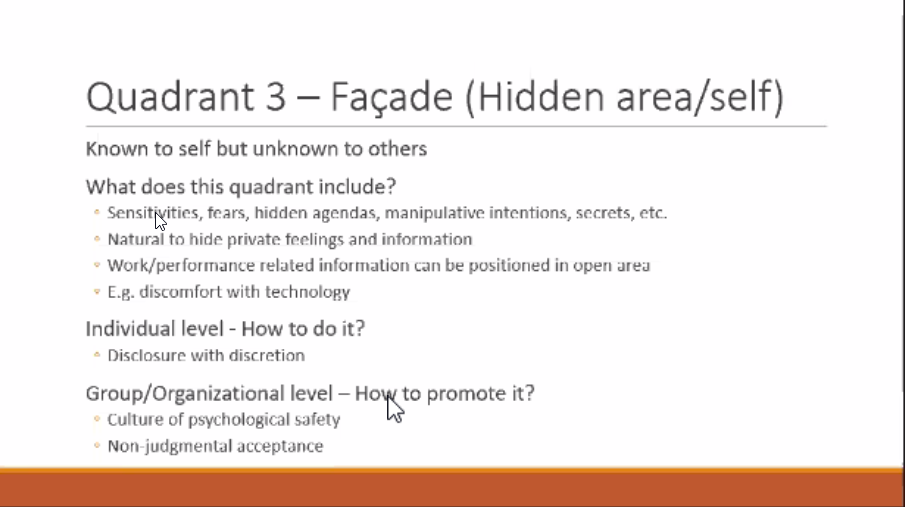 Quadrant 3 – Façade (Hidden area/self)
Known to self but unknown to others
What does this quadrant include?
◦ Sensitivities, fears, hidden agendas, manipulative intentions, secrets, etc.
◦ Natural to hide private feelings and information
◦ Work/performance related information can be positioned in open area
◦ E.g. discomfort with technology
Individual level - How to do it?
◦ Disclosure with discretion
Group/Organizational level – How to promote it?
◦ Culture of psychological safety
◦ Non-judgmental acceptance